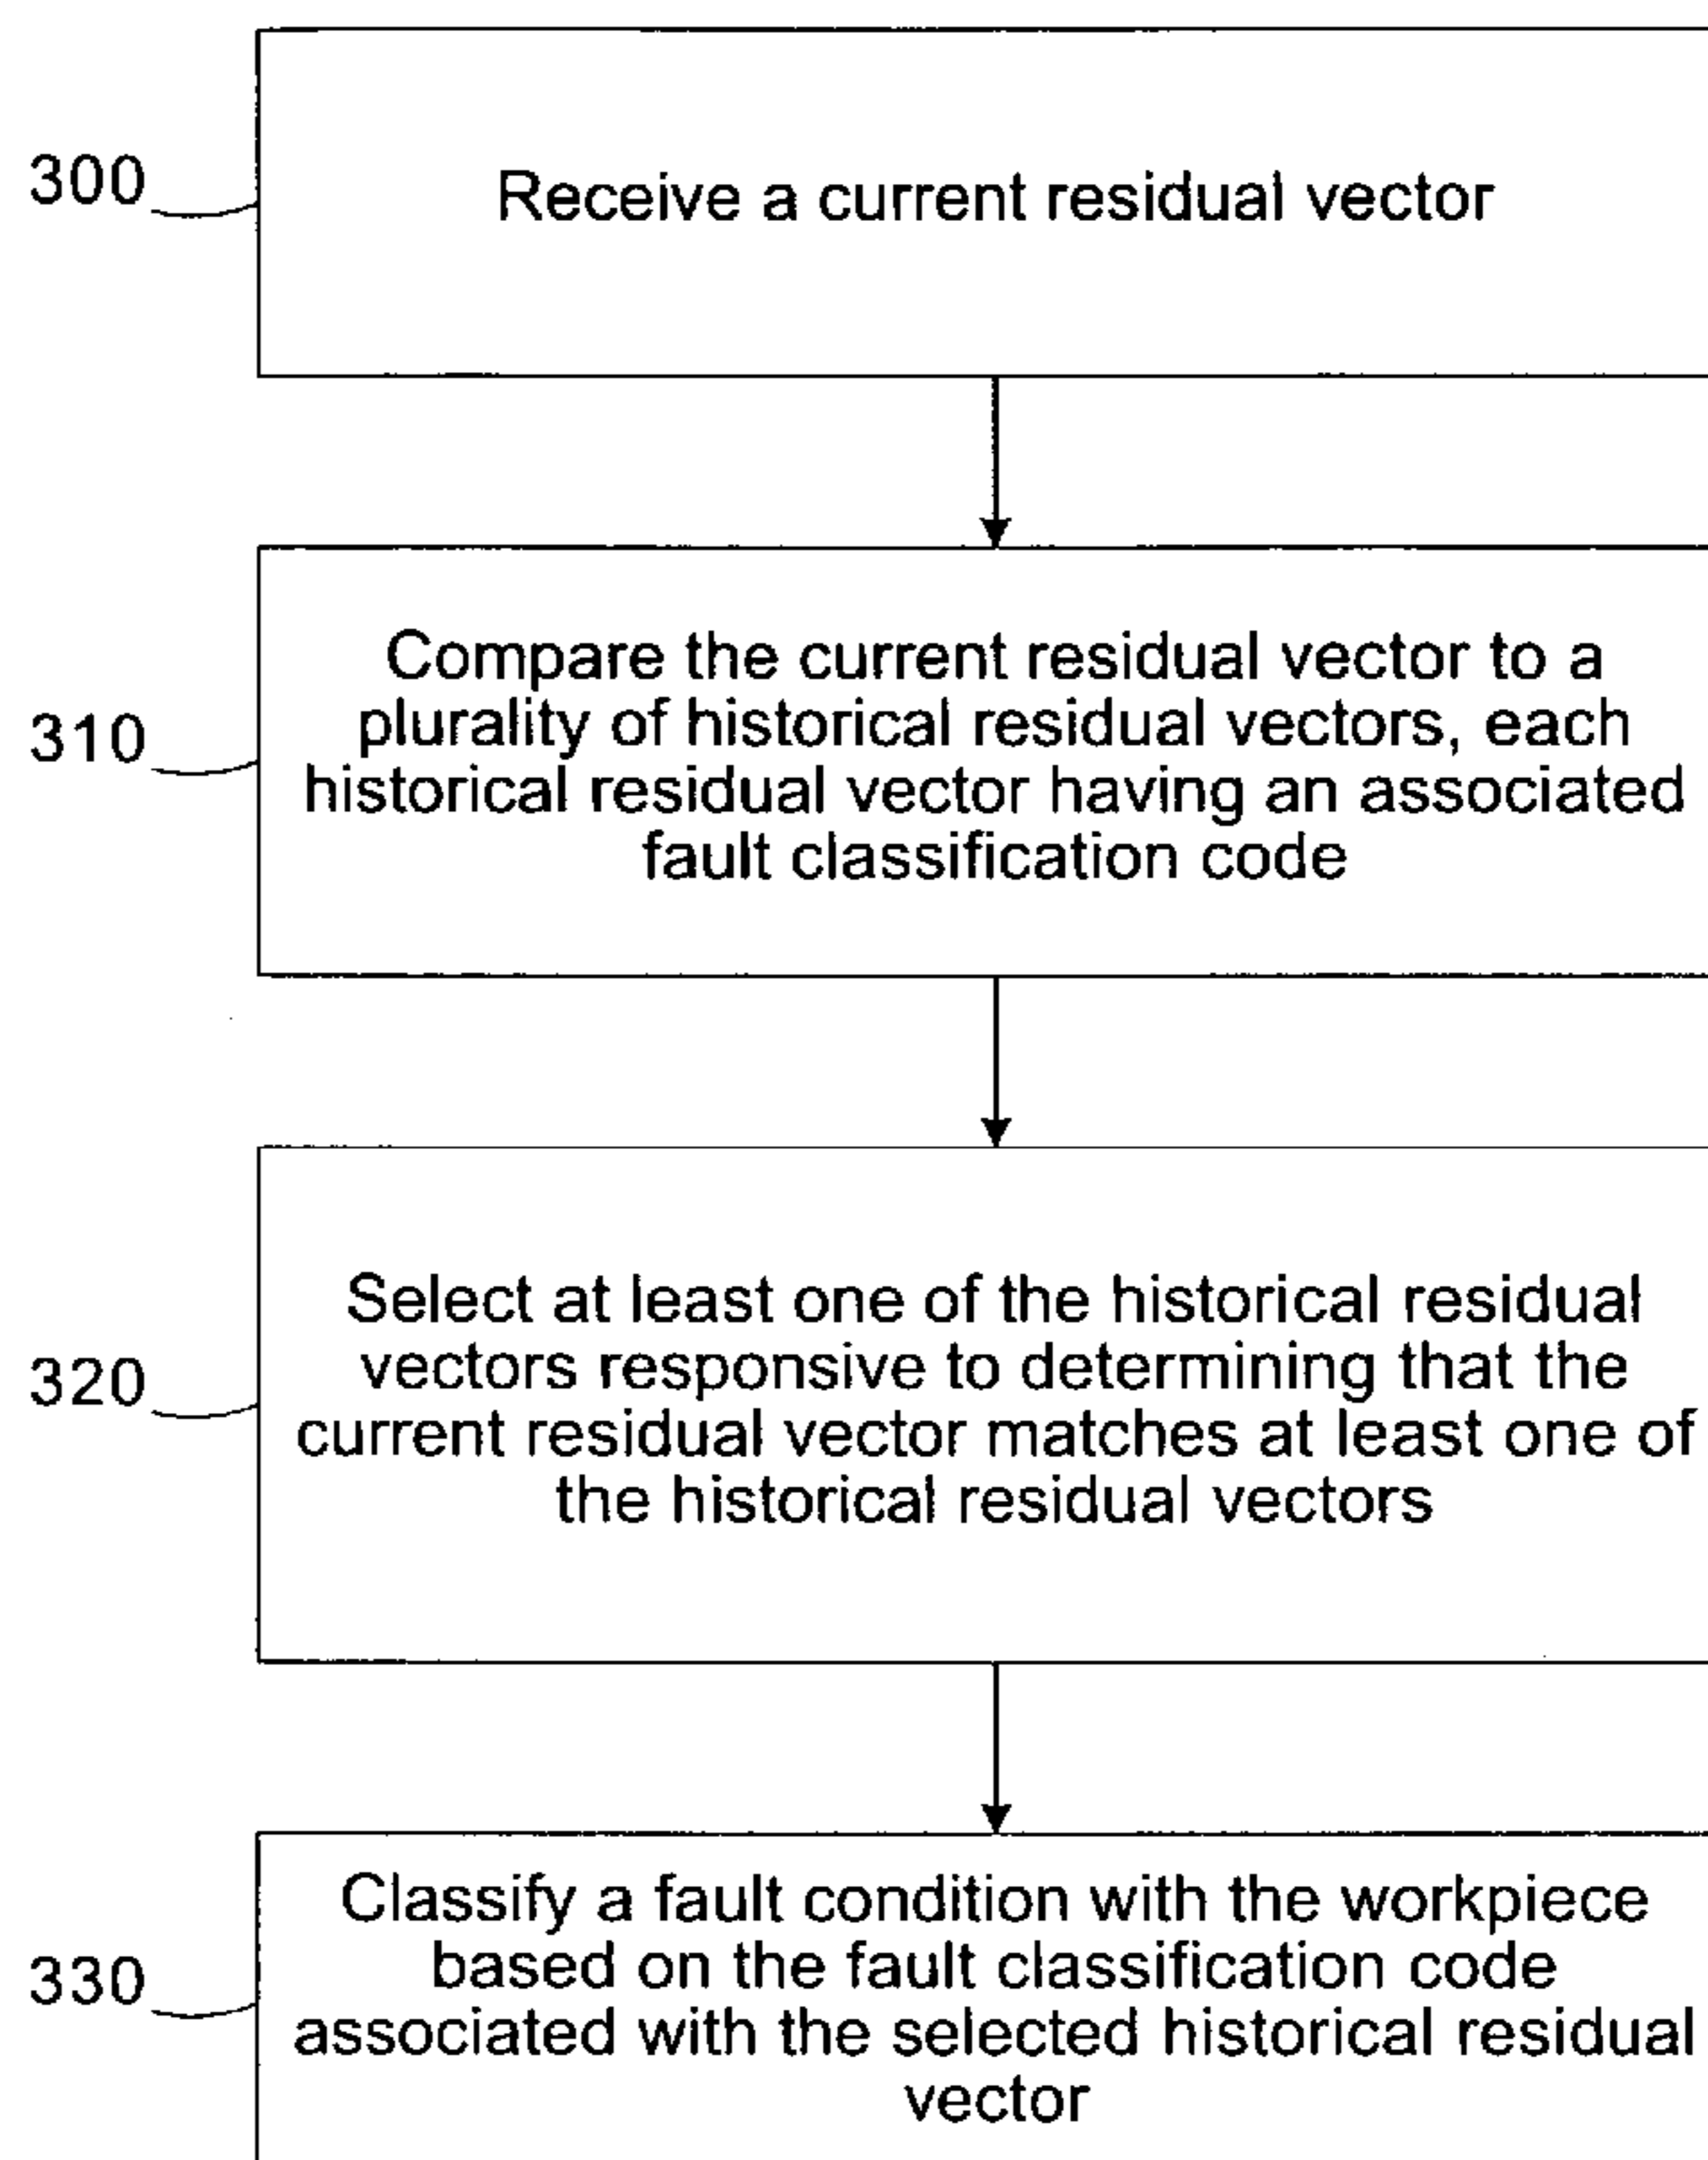 300
Receive a current residual vector
310
Compare the current residual vector to a
plurality of historical residual vectors, each
historical residual vector having an associated
fault classification code
320
Select at least one of the historical residual
vectors responsive to determining that the
current residual vector matches at least one of
the historical residual vectors
330
Classify a fault condition with the workpiece
based on the fault classification code
associated with the selected historical residual
vector